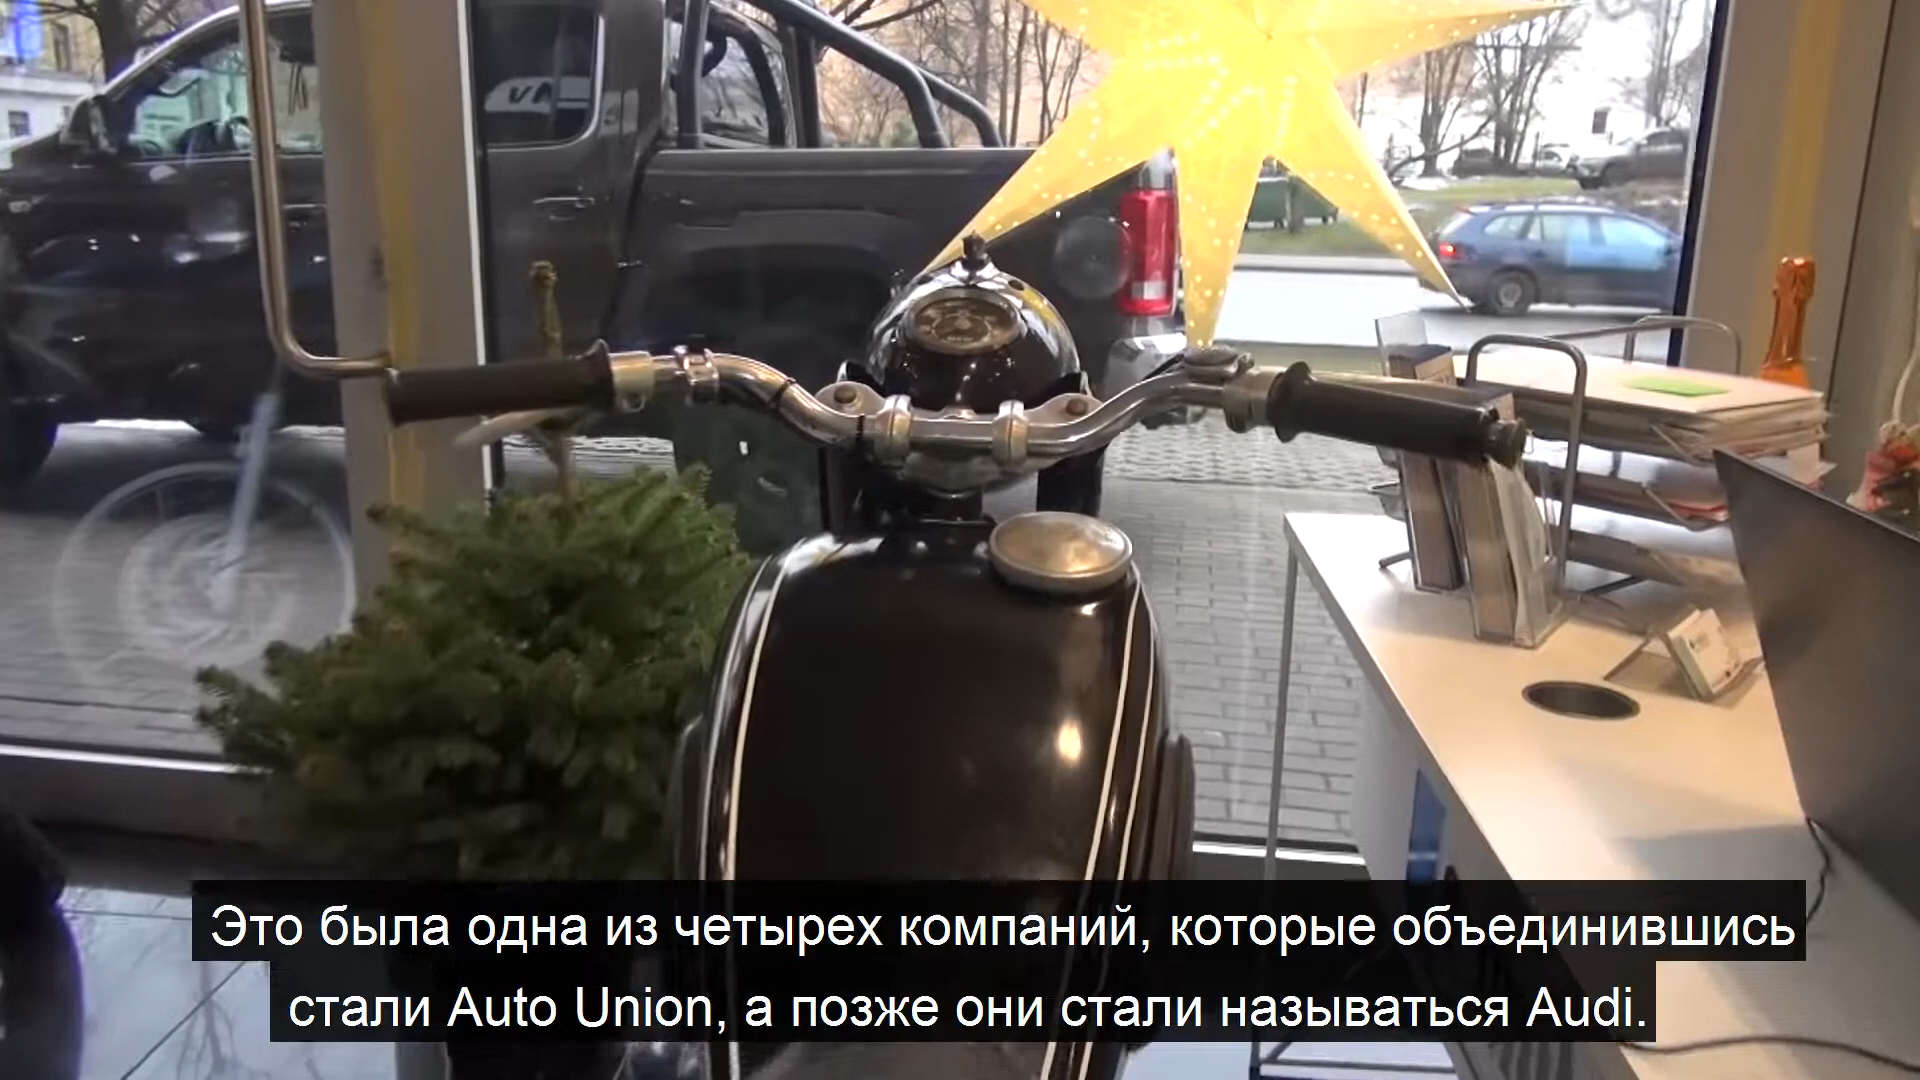 Это была одна из четырех компаний, которые объединившись
стали Auto Union, а позже они стали называться Audi.